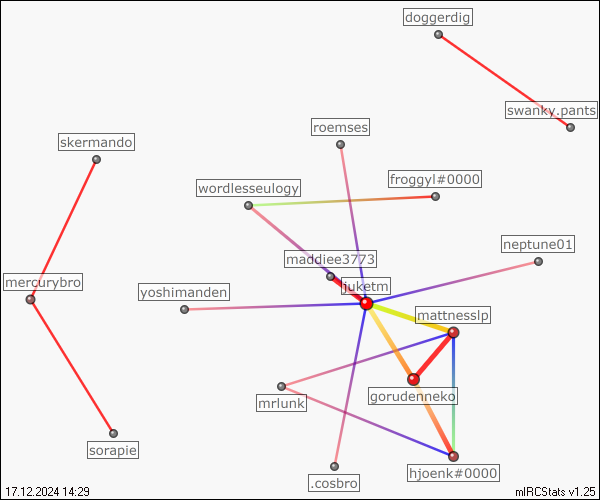 doggerdig
swanky.pants
roemses
skermando
froggyl#0000
wordlesseulogy
neptune01
maddiee3773
mercurybro
juketm
yoshimanden
mattnesslp
gorudenneko
mrlunk
sorapie
hjoenk#0000
.cosbro
17.12.2024 14:29
mIRCStats v1.25